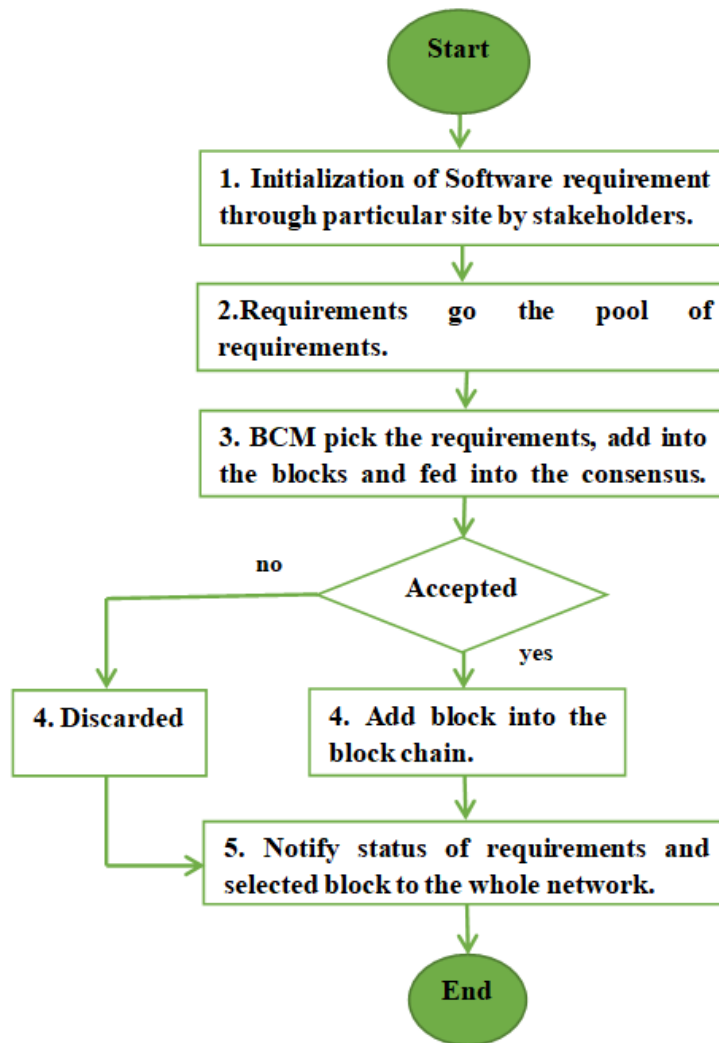 Start
1. Initialization of Software requirement
through particular site by stakeholders.
2.Requirements go the pool of
requirements.
3. BCM pick the requirements, add into
the blocks and fed into the consensus.
Accepted
no
yes
4. Discarded
4. Add block into the
block chain.
5. Notify status of requirements and
selected block to the whole network.
End